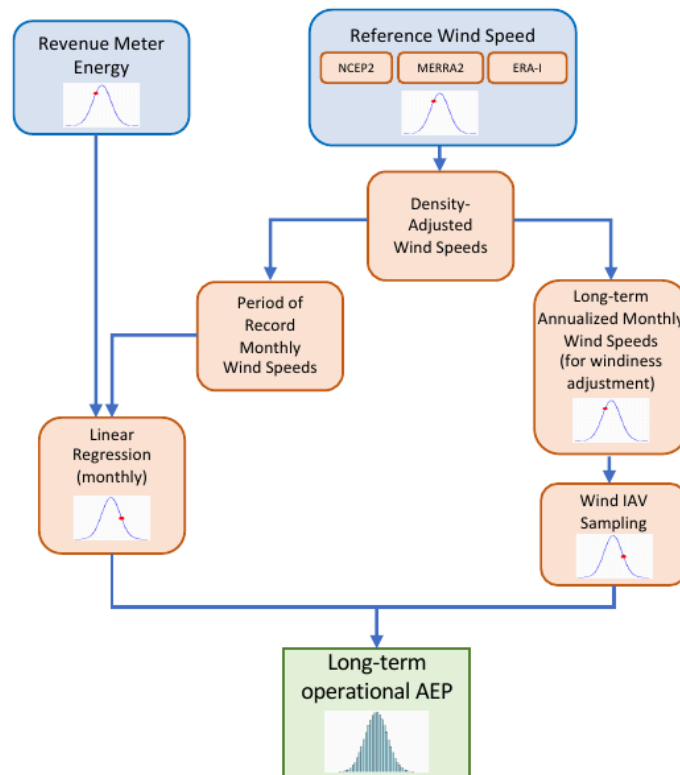 Revenue Meter
Energy
Reference Wind Speed
NCEP2
MERRA2
ERA-I
Density-
Adjusted
Wind Speeds
Period of
Record
Monthly
Wind Speeds
Long-term
Annualized Monthly
Wind Speeds
(for windiness
adjustment)
Linear
Regression
(monthly)
Wind IAV
Sampling
Long-term
operational AEP